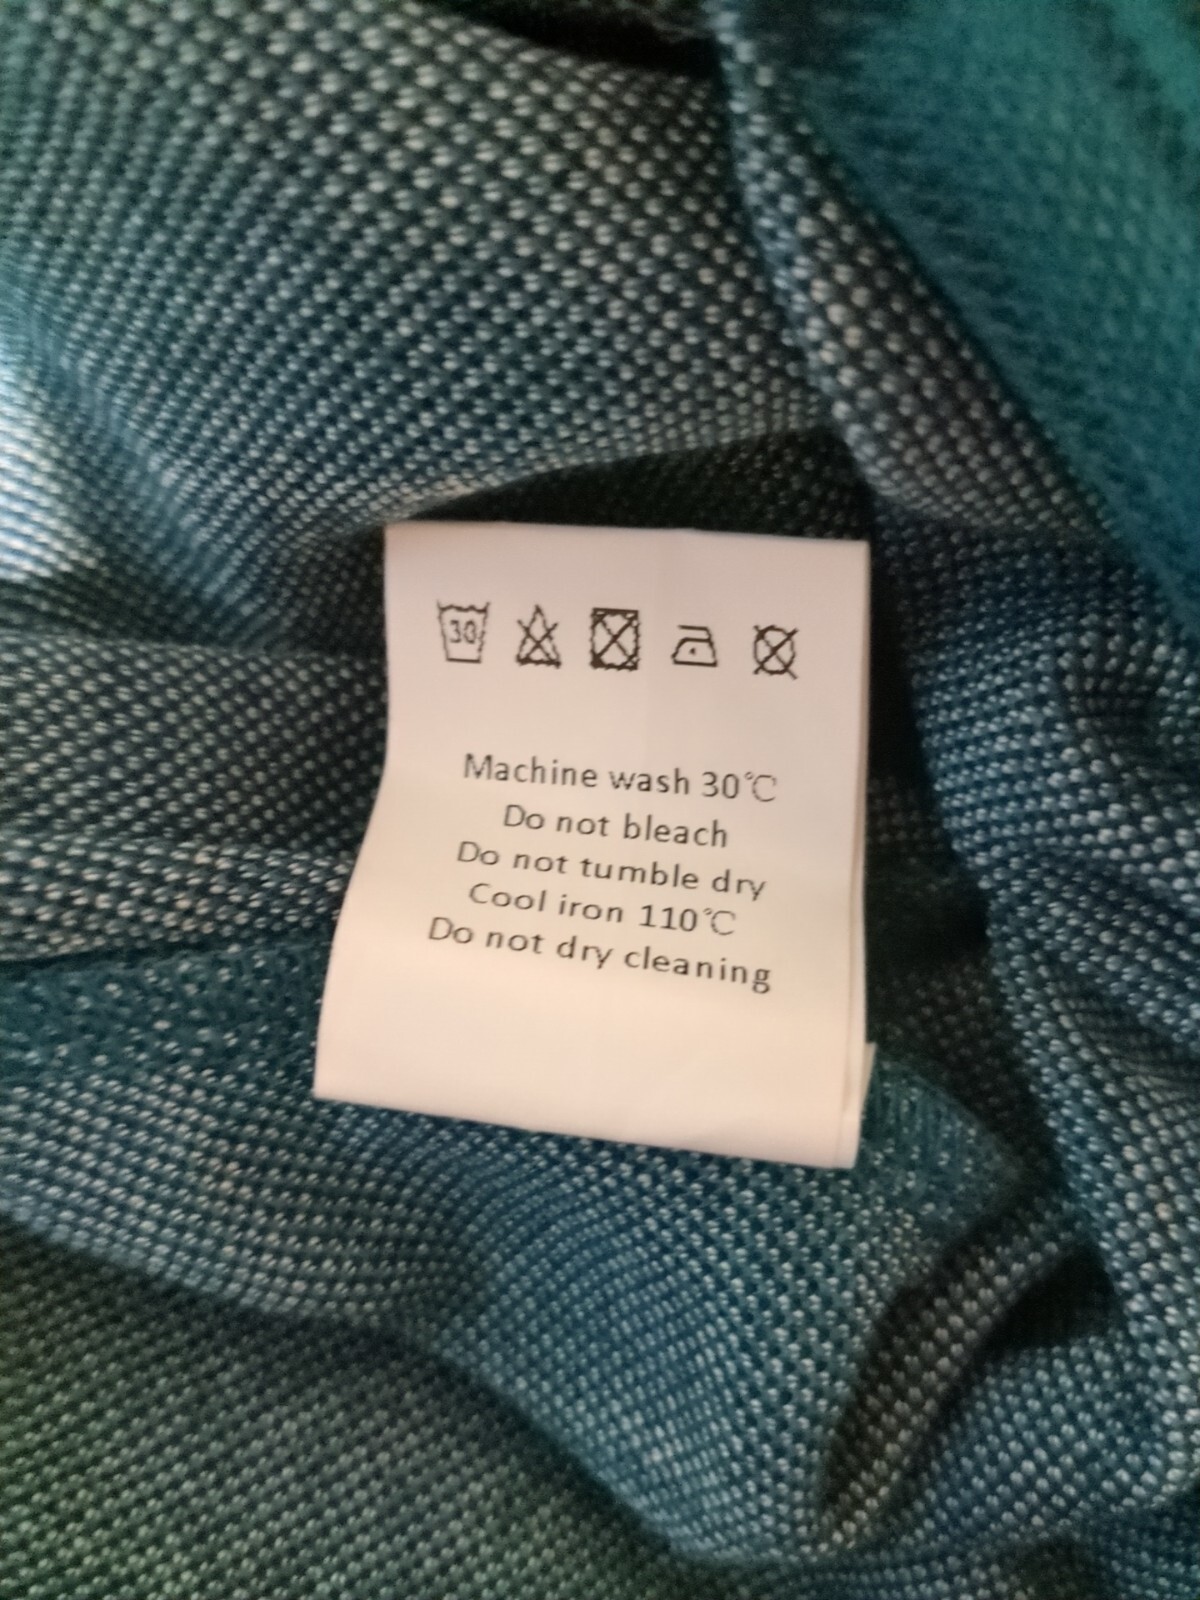 30
Machine wash 30℃
Do not bleach
Do not tumble dry
Cool iron 110℃
Do not dry cleaning